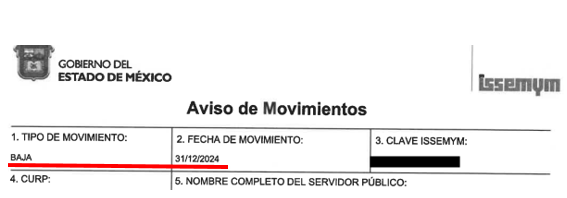 GOBIERNO DEL
ESTADO DE MÉXICO
issemym
Aviso de Movimientos
1. TIPO DE MOVIMIENTO: 2. FECHA DE MOVIMIENTO: 3. CLAVE ISSEMYM:
BAJA 31/12/2024
4. CURP: 5. NOMBRE COMPLETO DEL SERVIDOR PÚBLICO: